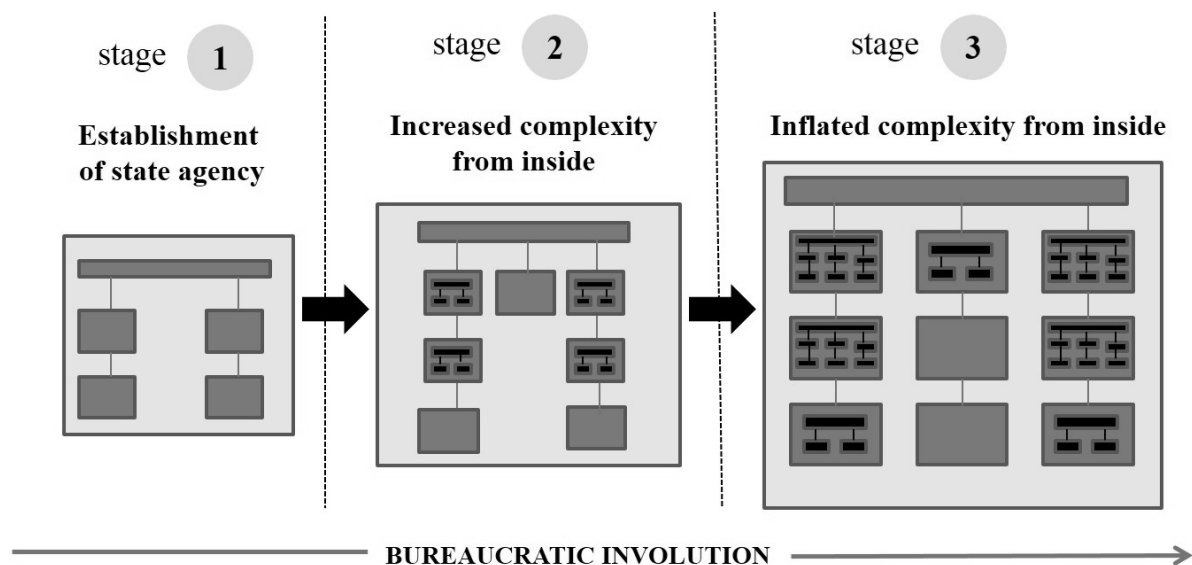 stage 1
Establishment
of state agency
stage 2
Increased complexity
from inside
stage 3
Inflated complexity from inside
BUREAUCRATIC INVOLUTION